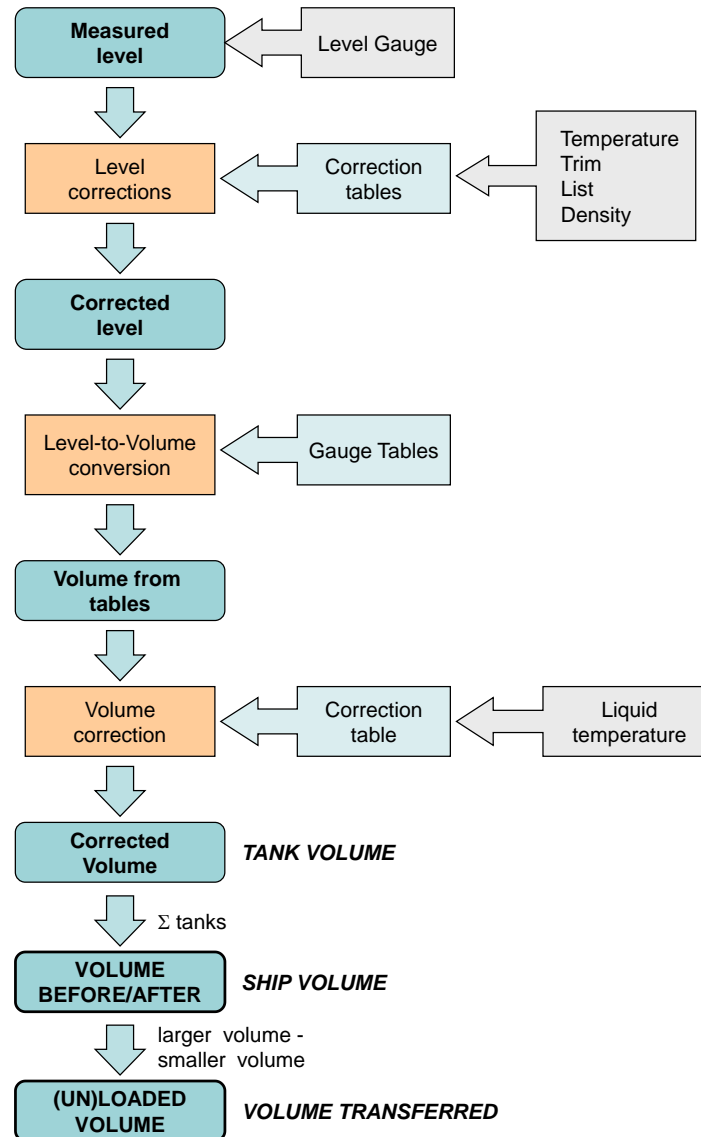 Measured
level
Level Gauge
Level
corrections
Correction
tables
Temperature
Trim
List
Density
Corrected
level
Level-to-Volume
conversion
Gauge Tables
Volume from
tables
Volume
correction
Correction
table
Liquid
temperature
Corrected
Volume
TANK VOLUME
Σ tanks
VOLUME
BEFORE/AFTER
SHIP VOLUME
larger volume -
smaller volume
(UN)LOADED
VOLUME
VOLUME TRANSFERRED